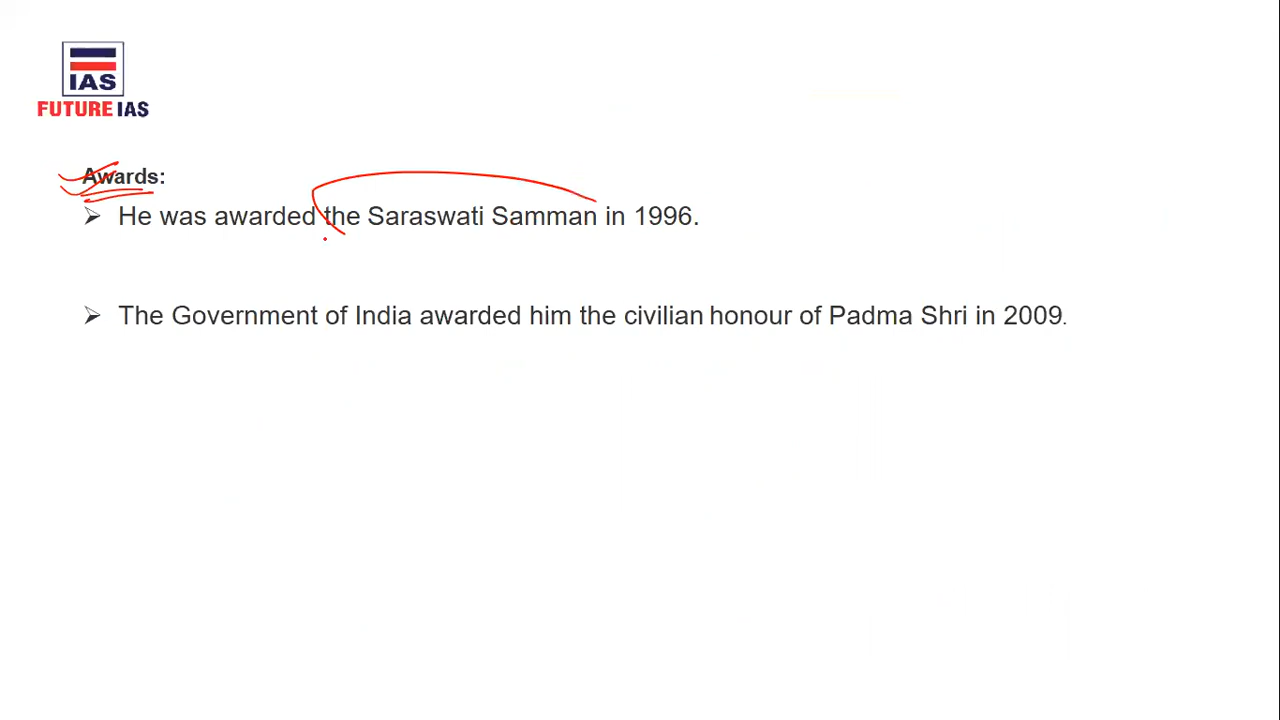 IAS
FUTURE IAS
Awards:
He was awarded the Saraswati Samman in 1996.
The Government of India awarded him the civilian honour of Padma Shri in 2009.